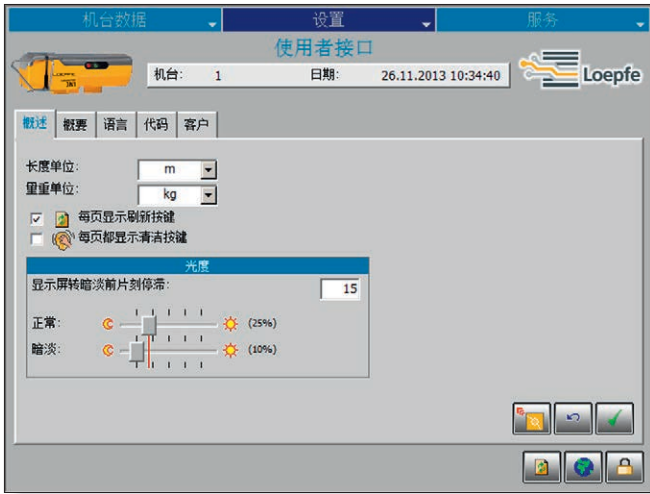 机台数据 设置 服务
使用者接口
LOEPFE
机台: 1 日期: 26.11.2013 10:34:40
Loepfe
概述 概要 语言 代码 客户
长度单位: m
里重单位: kg
每页显示刷新按键
每页都显示清洁按键
光度
显示屏转暗淡前片刻停滞: 15
正常: (25%)
暗淡: (10%)